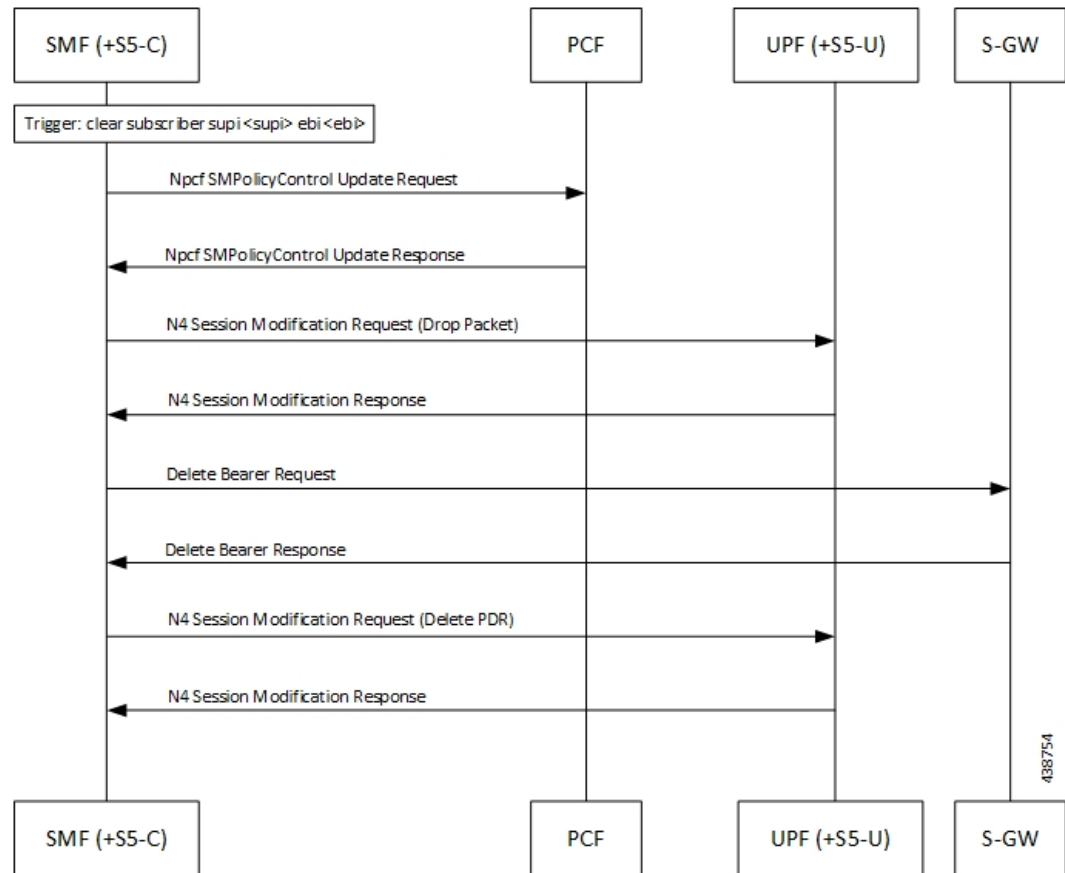 SMF (+S5-C)
PCF
UPF (+S5-U)
S-GW
Trigger: clear subscriber supi <supi> ebi <ebi>
Npcf SMPolicyControl Update Request
Npcf SMPolicyControl Update Response
N4 Session Modification Request (Drop Packet)
N4 Session Modification Response
Delete Bearer Request
Delete Bearer Response
N4 Session Modification Request (Delete PDR)
N4 Session Modification Response
438754
SMF (+S5-C)
PCF
UPF (+S5-U)
S-GW